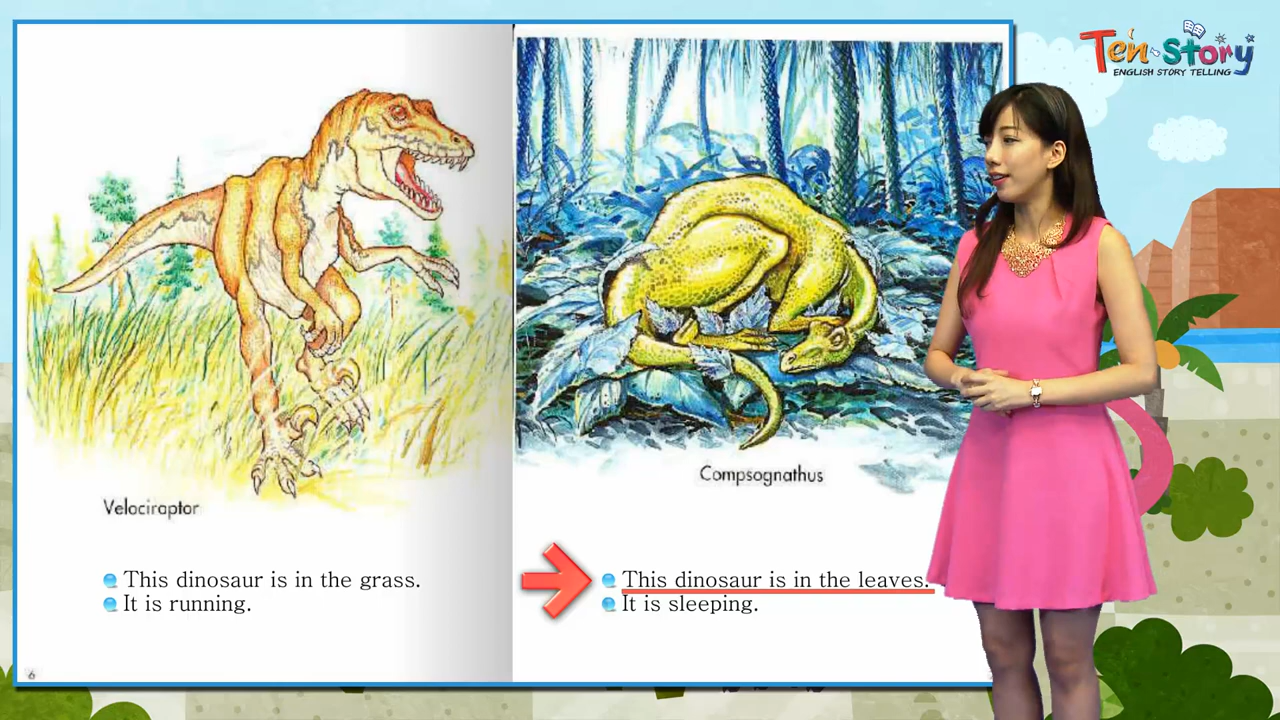 Ten Story
ENGLISH STORY TELLING
Velociraptor
This dinosaur is in the grass.
It is running.
6
Compsognathus
This dinosaur is in the leaves.
It is sleeping.